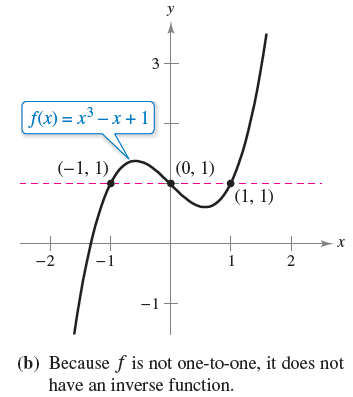 y
3
f(x) = x³ – x + 1
(−1, 1)
(0, 1)
(1, 1)
x
−2
−1
1
2
−1
(b) Because f is not one-to-one, it does not
have an inverse function.